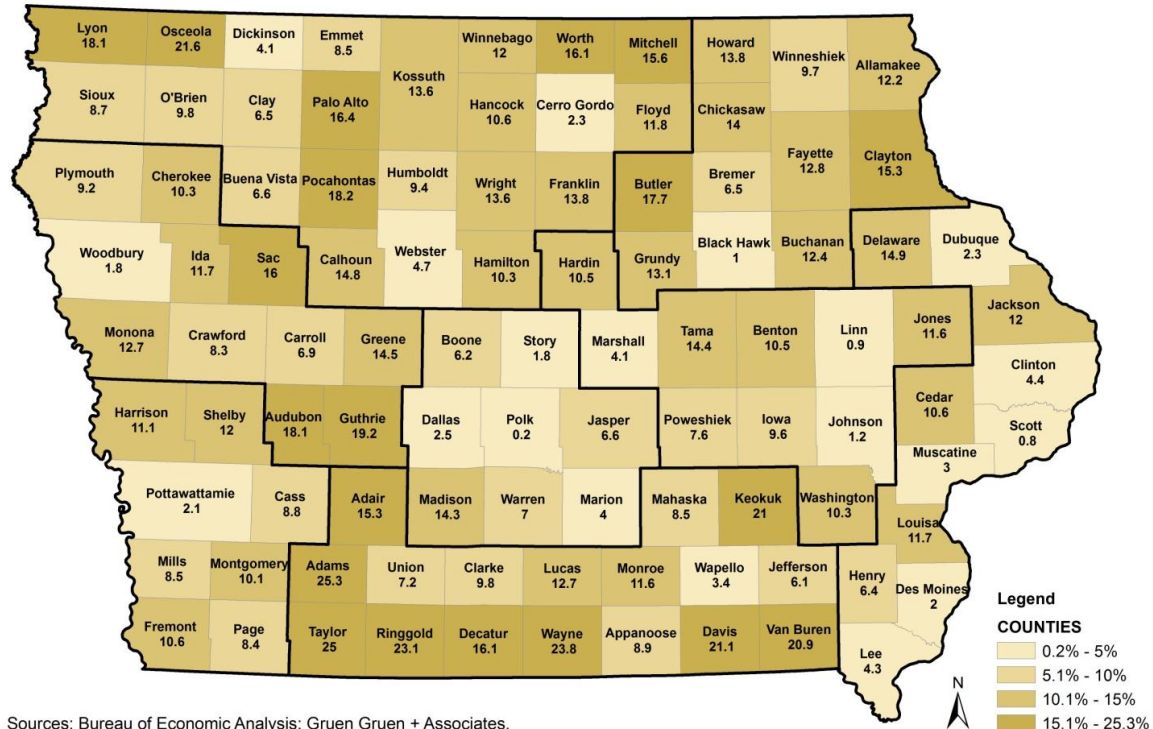 Lyon
18.1
Osceola
21.6
Dickinson
4.1
Emmet
8.5
Kossuth
13.6
Winnebago
12
Worth
16.1
Mitchell
15.6
Howard
13.8
Winneshiek
9.7
Allamakee
12.2
Sioux
8.7
O'Brien
9.8
Clay
6.5
Palo Alto
16.4
Hancock
10.6
Cerro Gordo
2.3
Floyd
11.8
Chickasaw
14
Fayette
12.8
Clayton
15.3
Plymouth
9.2
Cherokee
10.3
Buena Vista
6.6
Pocahontas
18.2
Humboldt
9.4
Wright
13.6
Franklin
13.8
Butler
17.7
Bremer
6.5
Woodbury
1.8
Ida
11.7
Sac
16
Calhoun
14.8
Webster
4.7
Hamilton
10.3
Hardin
10.5
Grundy
13.1
Black Hawk
1
Buchanan
12.4
Delaware
14.9
Dubuque
2.3
Monona
12.7
Crawford
8.3
Carroll
6.9
Greene
14.5
Boone
6.2
Story
1.8
Marshall
4.1
Tama
14.4
Benton
10.5
Linn
0.9
Jones
11.6
Jackson
12
Clinton
4.4
Harrison
11.1
Shelby
12
Audubon
18.1
Guthrie
19.2
Dallas
2.5
Polk
0.2
Jasper
6.6
Poweshiek
7.6
Iowa
9.6
Johnson
1.2
Cedar
10.6
Scott
0.8
Muscatine
3
Pottawattamie
2.1
Cass
8.8
Adair
15.3
Madison
14.3
Warren
7
Marion
4
Mahaska
8.5
Keokuk
21
Washington
10.3
Louisa
11.7
Mills
8.5
Montgomery
10.1
Adams
25.3
Union
7.2
Clarke
9.8
Lucas
12.7
Monroe
11.6
Wapello
3.4
Jefferson
6.1
Henry
6.4
Des Moines
2
Fremont
10.6
Page
8.4
Taylor
25
Ringgold
23.1
Decatur
16.1
Wayne
23.8
Appanoose
8.9
Davis
21.1
Van Buren
20.9
Lee
4.3
Legend
COUNTIES
0.2% - 5%
5.1% - 10%
10.1% - 15%
15.1% - 25.3%
N
Sources: Bureau of Economic Analysis; Gruen Gruen + Associates.